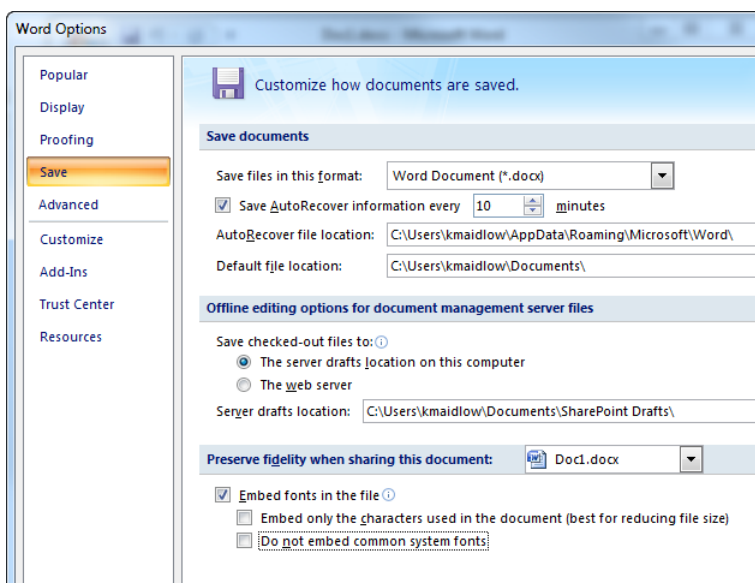 Word Options
Doc1.docx - Microsoft Word
Popular
Display
Proofing
Save
Advanced
Customize
Add-Ins
Trust Center
Resources
Customize how documents are saved.
Save documents
Save files in this format: Word Document (*.docx)
Save AutoRecover information every 10 minutes
AutoRecover file location: C:\Users\kmaidlow\AppData\Roaming\Microsoft\Word\
Default file location: C:\Users\kmaidlow\Documents\
Offline editing options for document management server files
Save checked-out files to:
The server drafts location on this computer
The web server
Server drafts location: C:\Users\kmaidlow\Documents\SharePoint Drafts\
Preserve fidelity when sharing this document: Doc1.docx
Embed fonts in the file
Embed only the characters used in the document (best for reducing file size)
Do not embed common system fonts